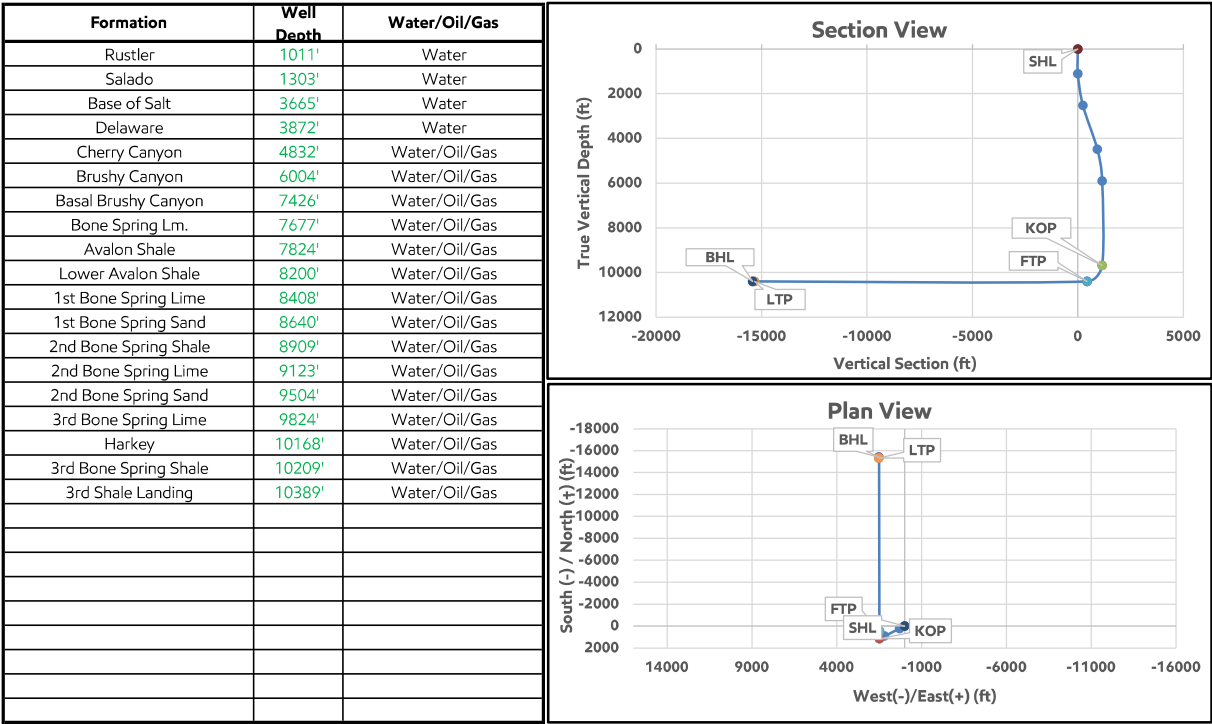 Formation Well Depth Water/Oil/Gas
Rustler 1011' Water
Salado 1303' Water
Base of Salt 3665' Water
Delaware 3872' Water
Cherry Canyon 4832' Water/Oil/Gas
Brushy Canyon 6004' Water/Oil/Gas
Basal Brushy Canyon 7426' Water/Oil/Gas
Bone Spring Lm. 7677' Water/Oil/Gas
Avalon Shale 7824' Water/Oil/Gas
Lower Avalon Shale 8200' Water/Oil/Gas
1st Bone Spring Lime 8408' Water/Oil/Gas
1st Bone Spring Sand 8640' Water/Oil/Gas
2nd Bone Spring Shale 8909' Water/Oil/Gas
2nd Bone Spring Lime 9123' Water/Oil/Gas
2nd Bone Spring Sand 9504' Water/Oil/Gas
3rd Bone Spring Lime 9824' Water/Oil/Gas
Harkey 10168' Water/Oil/Gas
3rd Bone Spring Shale 10209' Water/Oil/Gas
3rd Shale Landing 10389' Water/Oil/Gas
Section View
True Vertical Depth (ft)
0
2000
4000
6000
8000
10000
12000
SHL
KOP
FTP
BHL
LTP
-20000 -15000 -10000 -5000 0 5000
Vertical Section (ft)
Plan View
South (-) / North (+) (ft)
-18000
-16000
-14000
-12000
-10000
-8000
-6000
-4000
-2000
0
2000
BHL
LTP
FTP
SHL
KOP
14000 9000 4000 -1000 -6000 -11000 -16000
West(-)/East(+) (ft)